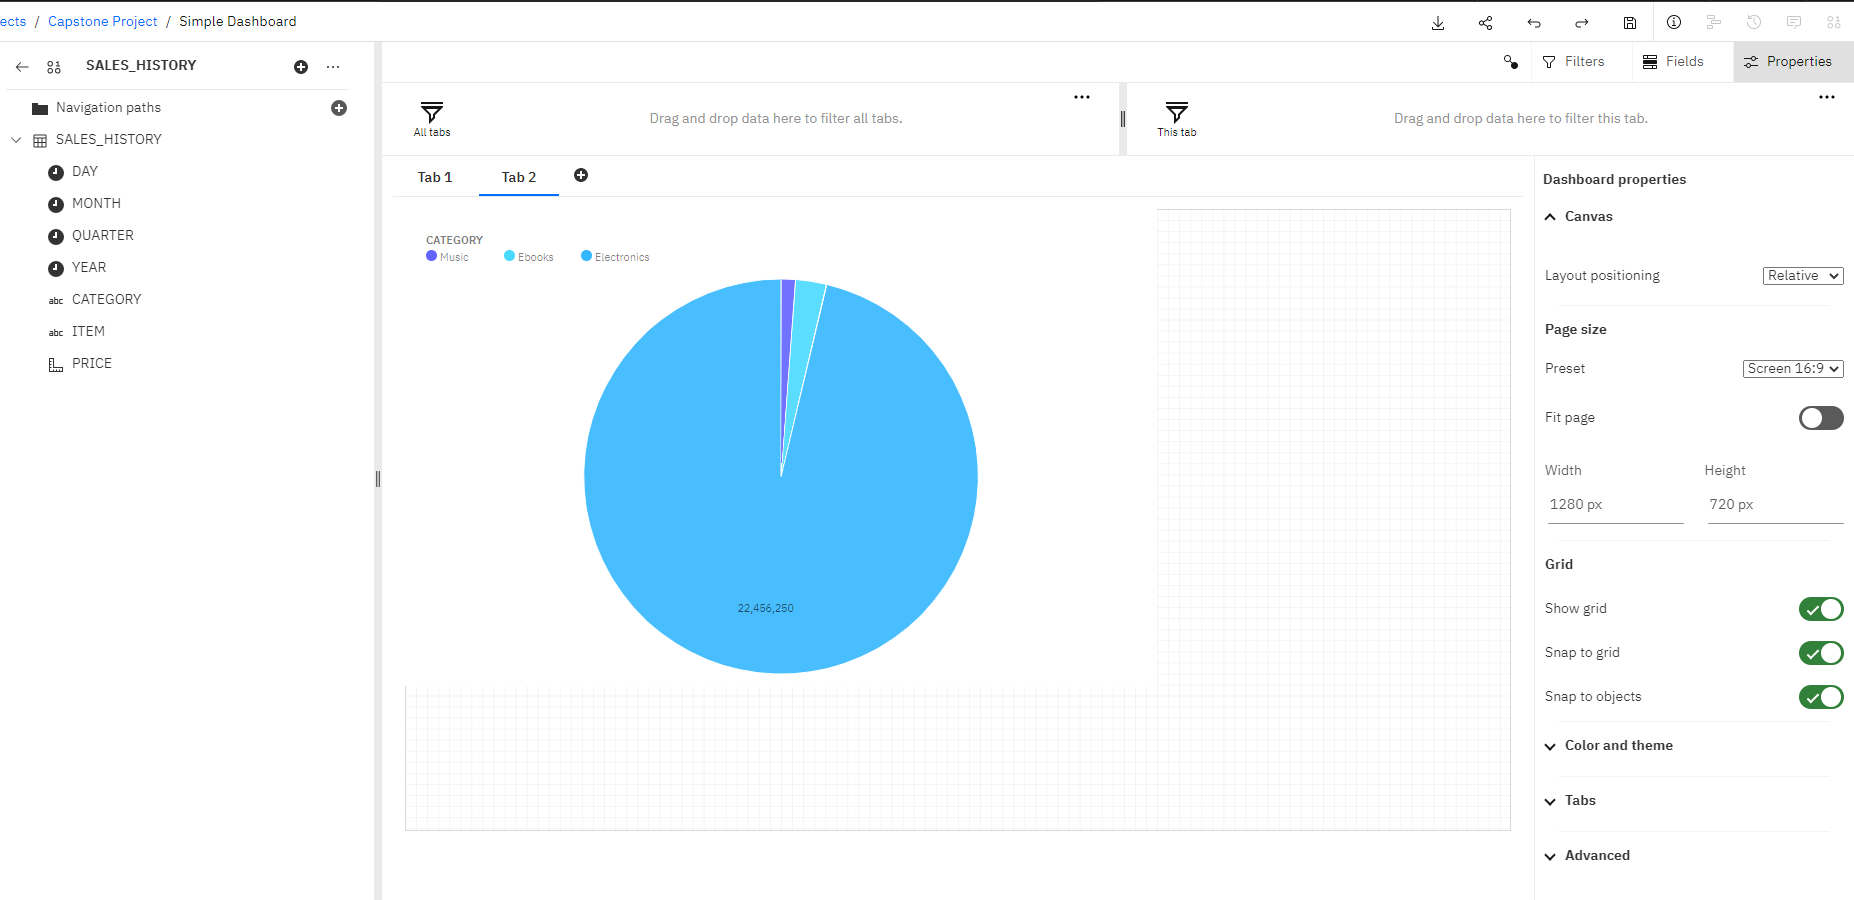 ects / Capstone Project / Simple Dashboard
SALES_HISTORY
Filters
Fields
Properties
Navigation paths
SALES_HISTORY
DAY
MONTH
QUARTER
YEAR
abc CATEGORY
abc ITEM
PRICE
All tabs
Drag and drop data here to filter all tabs.
This tab
Drag and drop data here to filter this tab.
Tab 1
Tab 2
CATEGORY
Music
Ebooks
Electronics
22,456,250
Dashboard properties
Canvas
Layout positioning
Relative
Page size
Preset
Screen 16:9
Fit page
Width
Height
1280 px
720 px
Grid
Show grid
Snap to grid
Snap to objects
Color and theme
Tabs
Advanced